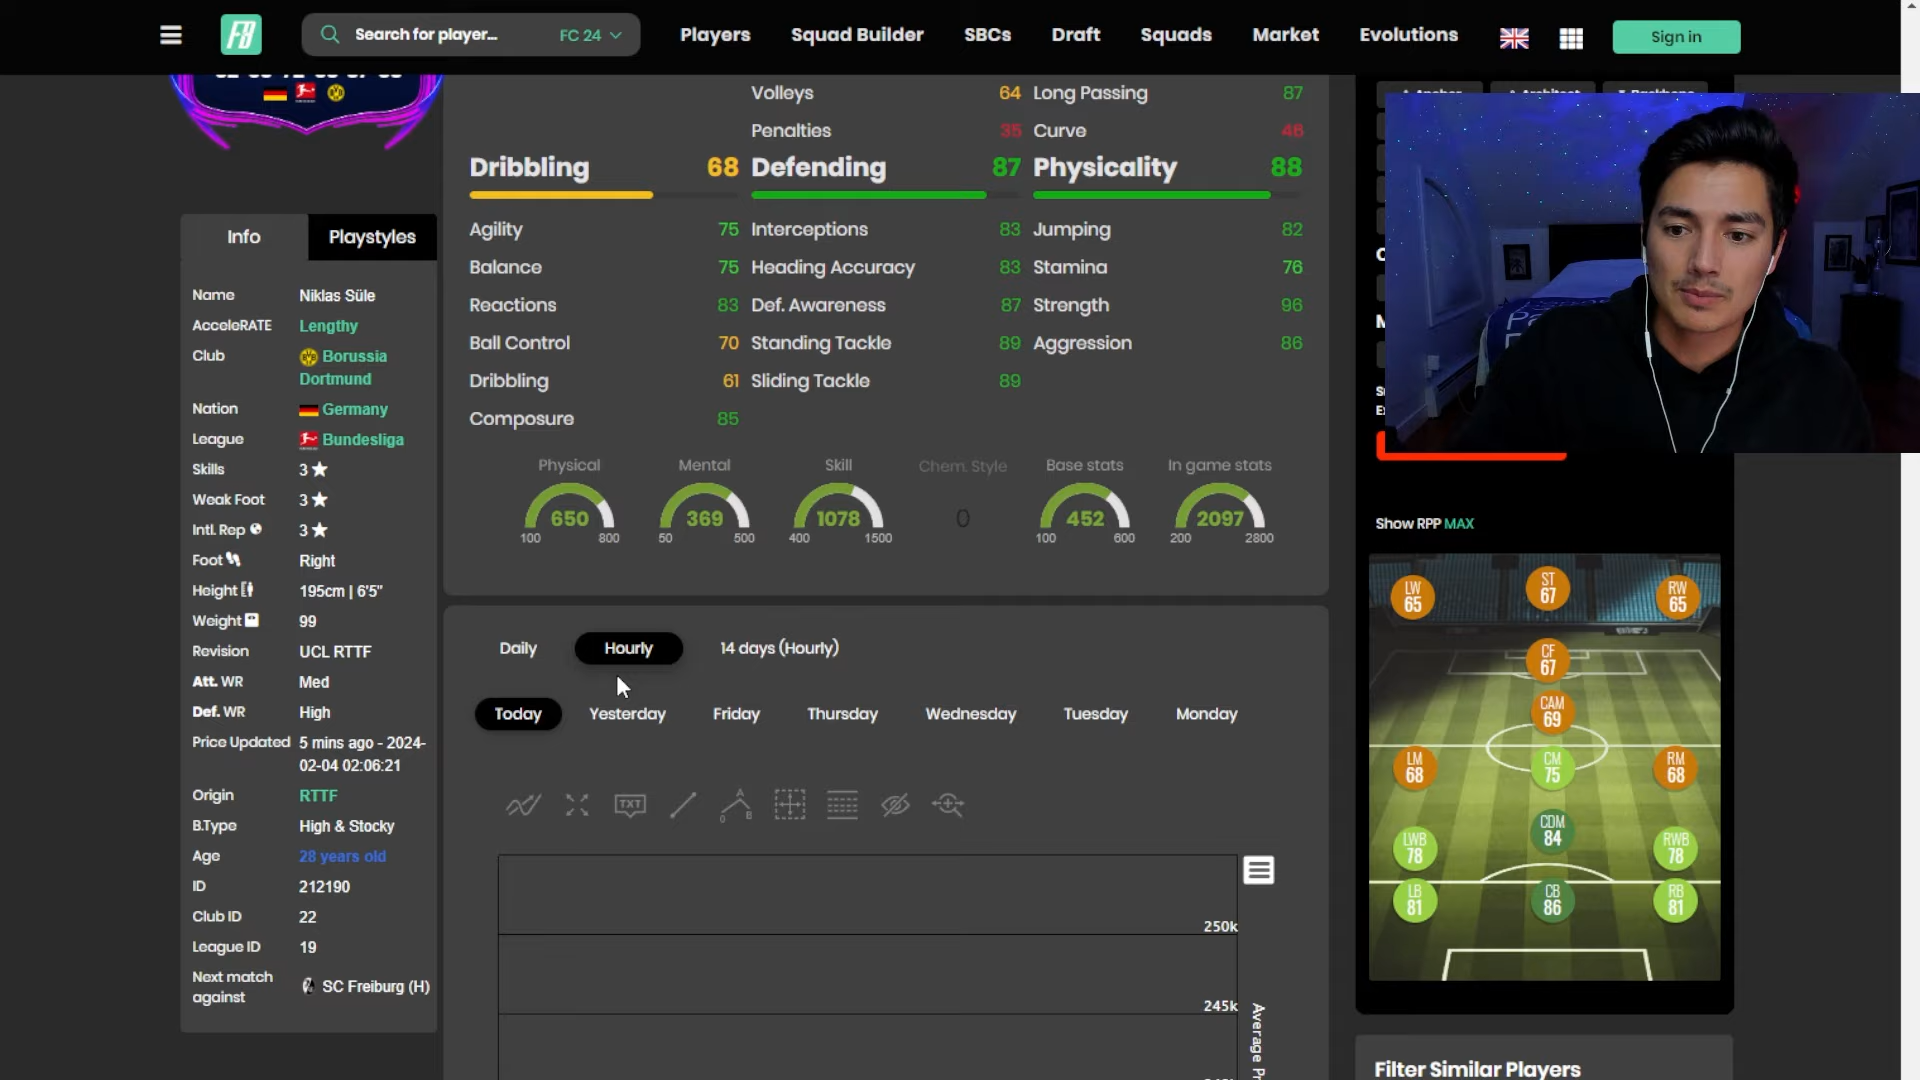 FB
Search for player...
FC 24
Players
Squad Builder
SBCs
Draft
Squads
Market
Evolutions
Sign in
Volleys 64
Long Passing 87
Penalties 35
Curve 46
Dribbling 68
Defending 87
Physicality 88
Agility 75
Interceptions 83
Jumping 82
Balance 75
Heading Accuracy 83
Stamina 76
Reactions 83
Def. Awareness 87
Strength 96
Ball Control 70
Standing Tackle 89
Aggression 86
Dribbling 61
Sliding Tackle 89
Composure 85
Physical
Mental
Skill
Chem. Style
Base stats
In game stats
650
369
1078
0
452
2097
100 800
50 500
400 1500
100 600
200 2800
Info
Playstyles
Name Niklas Süle
AcceleRATE Lengthy
Club Borussia
Dortmund
Nation Germany
League Bundesliga
Skills 3
Weak Foot 3
Intl. Rep 3
Foot Right
Height 195cm | 6'5"
Weight 99
Revision UCL RTTF
Att. WR Med
Def. WR High
Price Updated 5 mins ago - 2024-
02-04 02:06:21
Origin RTTF
B.Type High & Stocky
Age 28 years old
ID 212190
Club ID 22
League ID 19
Next match
against
SC Freiburg (H)
Daily
Hourly
14 days (Hourly)
Today
Yesterday
Friday
Thursday
Wednesday
Tuesday
Monday
TXT
250k
245k
Show RPP MAX
LW
65
ST
67
RW
65
CF
67
CAM
69
LM
68
CM
75
RM
68
CDM
84
LWB
78
RWB
78
LB
81
CB
86
RB
81
Filter Similar Players